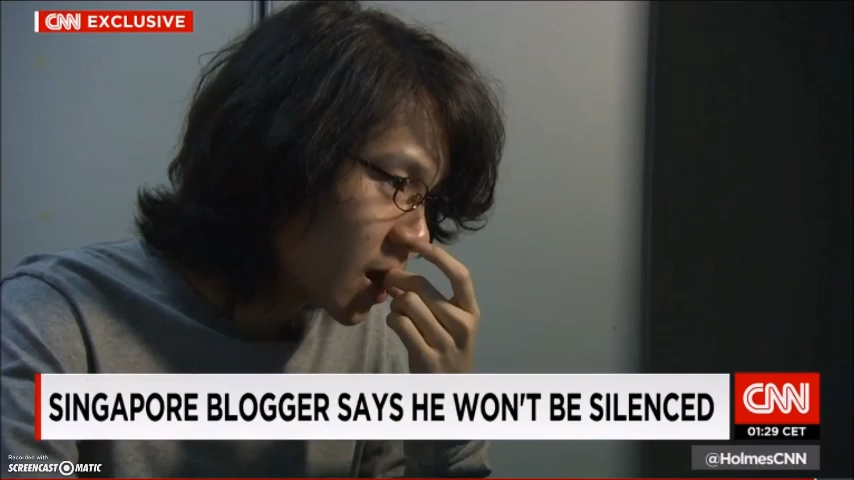 CNN EXCLUSIVE
SINGAPORE BLOGGER SAYS HE WON'T BE SILENCED
CNN
01:29 CET
@HolmesCNN
Recorded with
SCREENCAST-O-MATIC